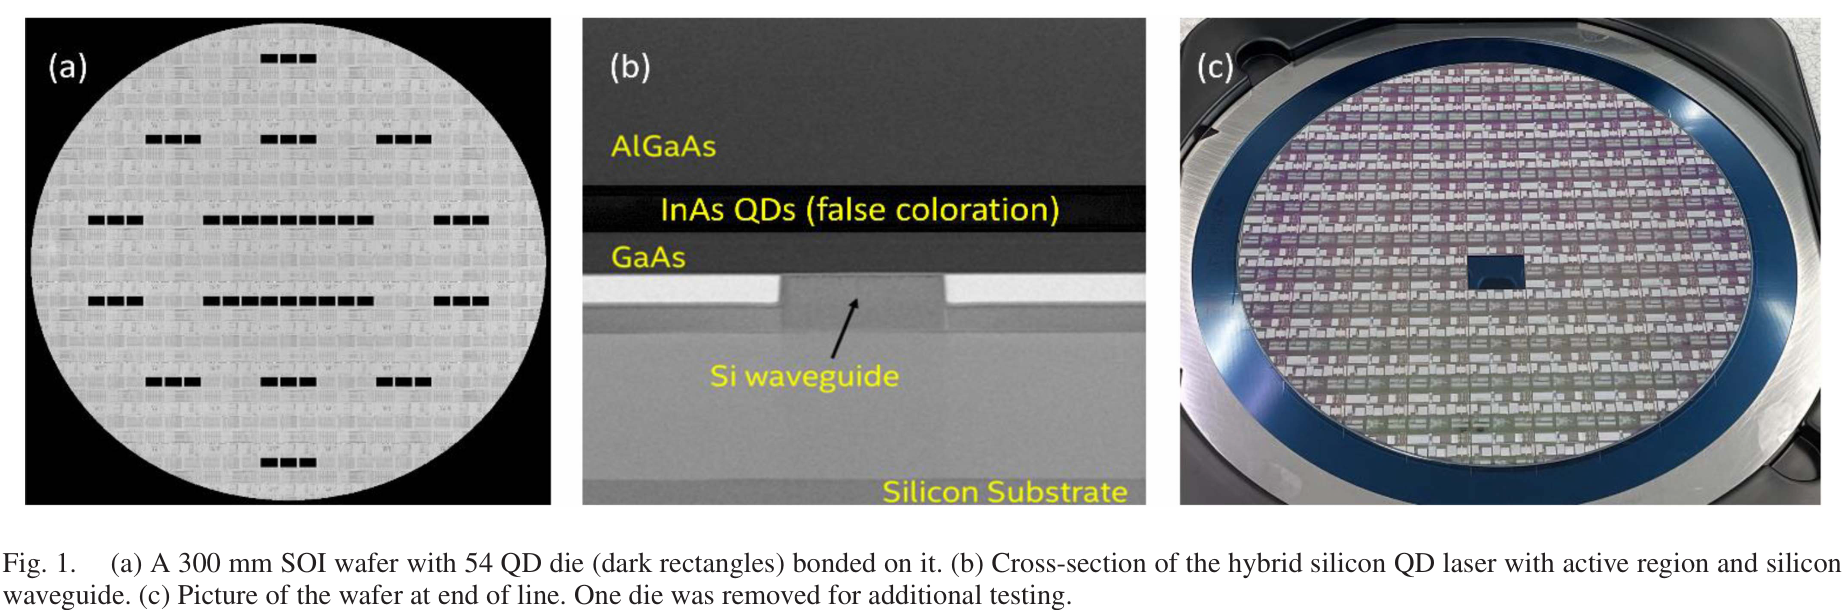 (a)
(b)
(c)
AlGaAs
InAs QDs (false coloration)
GaAs
Si waveguide
Silicon Substrate
Fig. 1. (a) A 300 mm SOI wafer with 54 QD die (dark rectangles) bonded on it. (b) Cross-section of the hybrid silicon QD laser with active region and silicon
waveguide. (c) Picture of the wafer at end of line. One die was removed for additional testing.